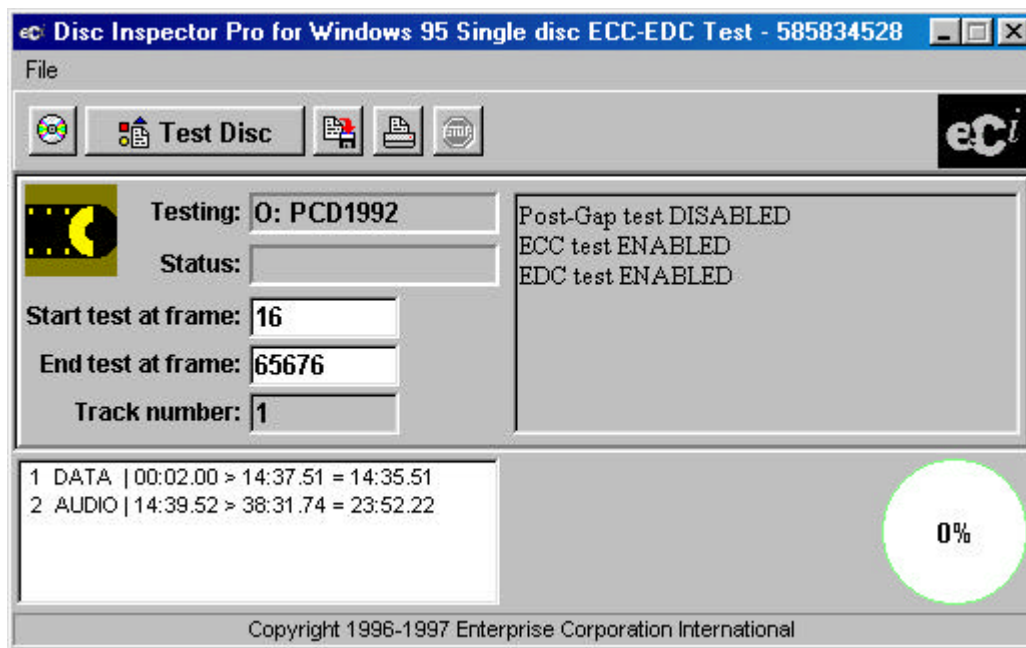 eCi Disc Inspector Pro for Windows 95 Single disc ECC-EDC Test - 585834528
File
Test Disc
STOP
eCi
Testing: O: PCD1992
Status:
Start test at frame: 16
End test at frame: 65676
Track number: 1
Post-Gap test DISABLED
ECC test ENABLED
EDC test ENABLED
1 DATA | 00:02.00 > 14:37.51 = 14:35.51
2 AUDIO | 14:39.52 > 38:31.74 = 23:52.22
0%
Copyright 1996-1997 Enterprise Corporation International